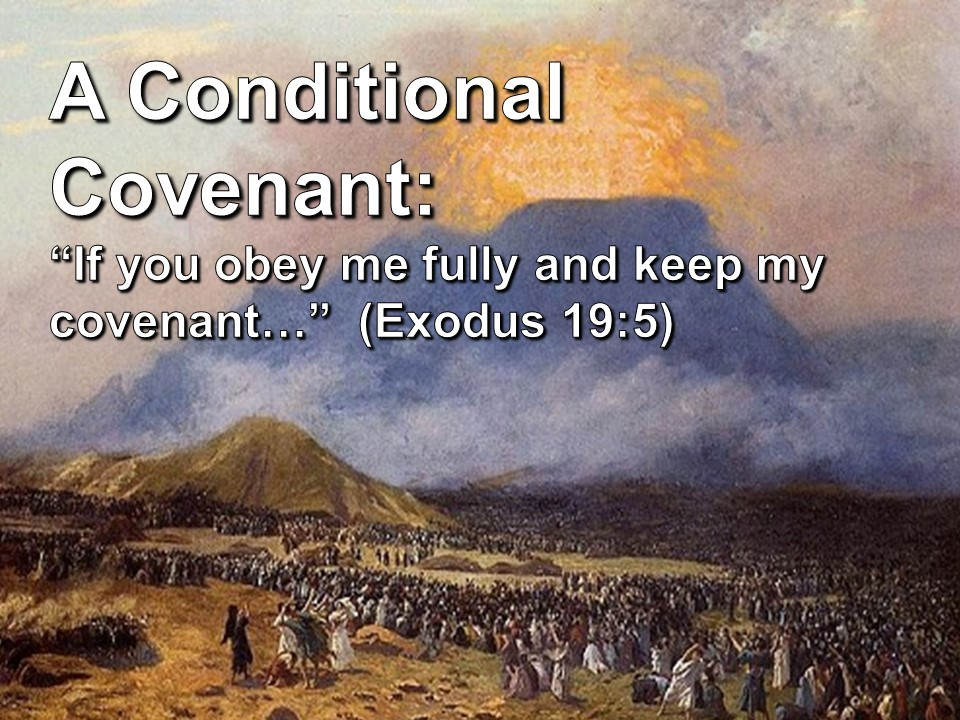 A Conditional
Covenant:
“If you obey me fully and keep my
covenant…”  (Exodus 19:5)